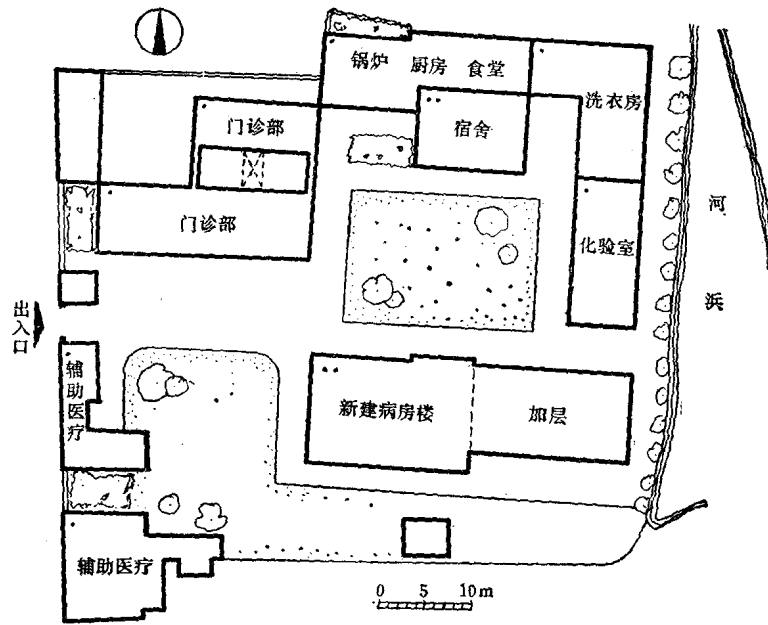 锅炉 厨房 食堂
洗衣房
门诊部
宿舍
门诊部
化验室
河浜
出入口
辅助医疗
新建病房楼
加层
辅助医疗
0 5 10m